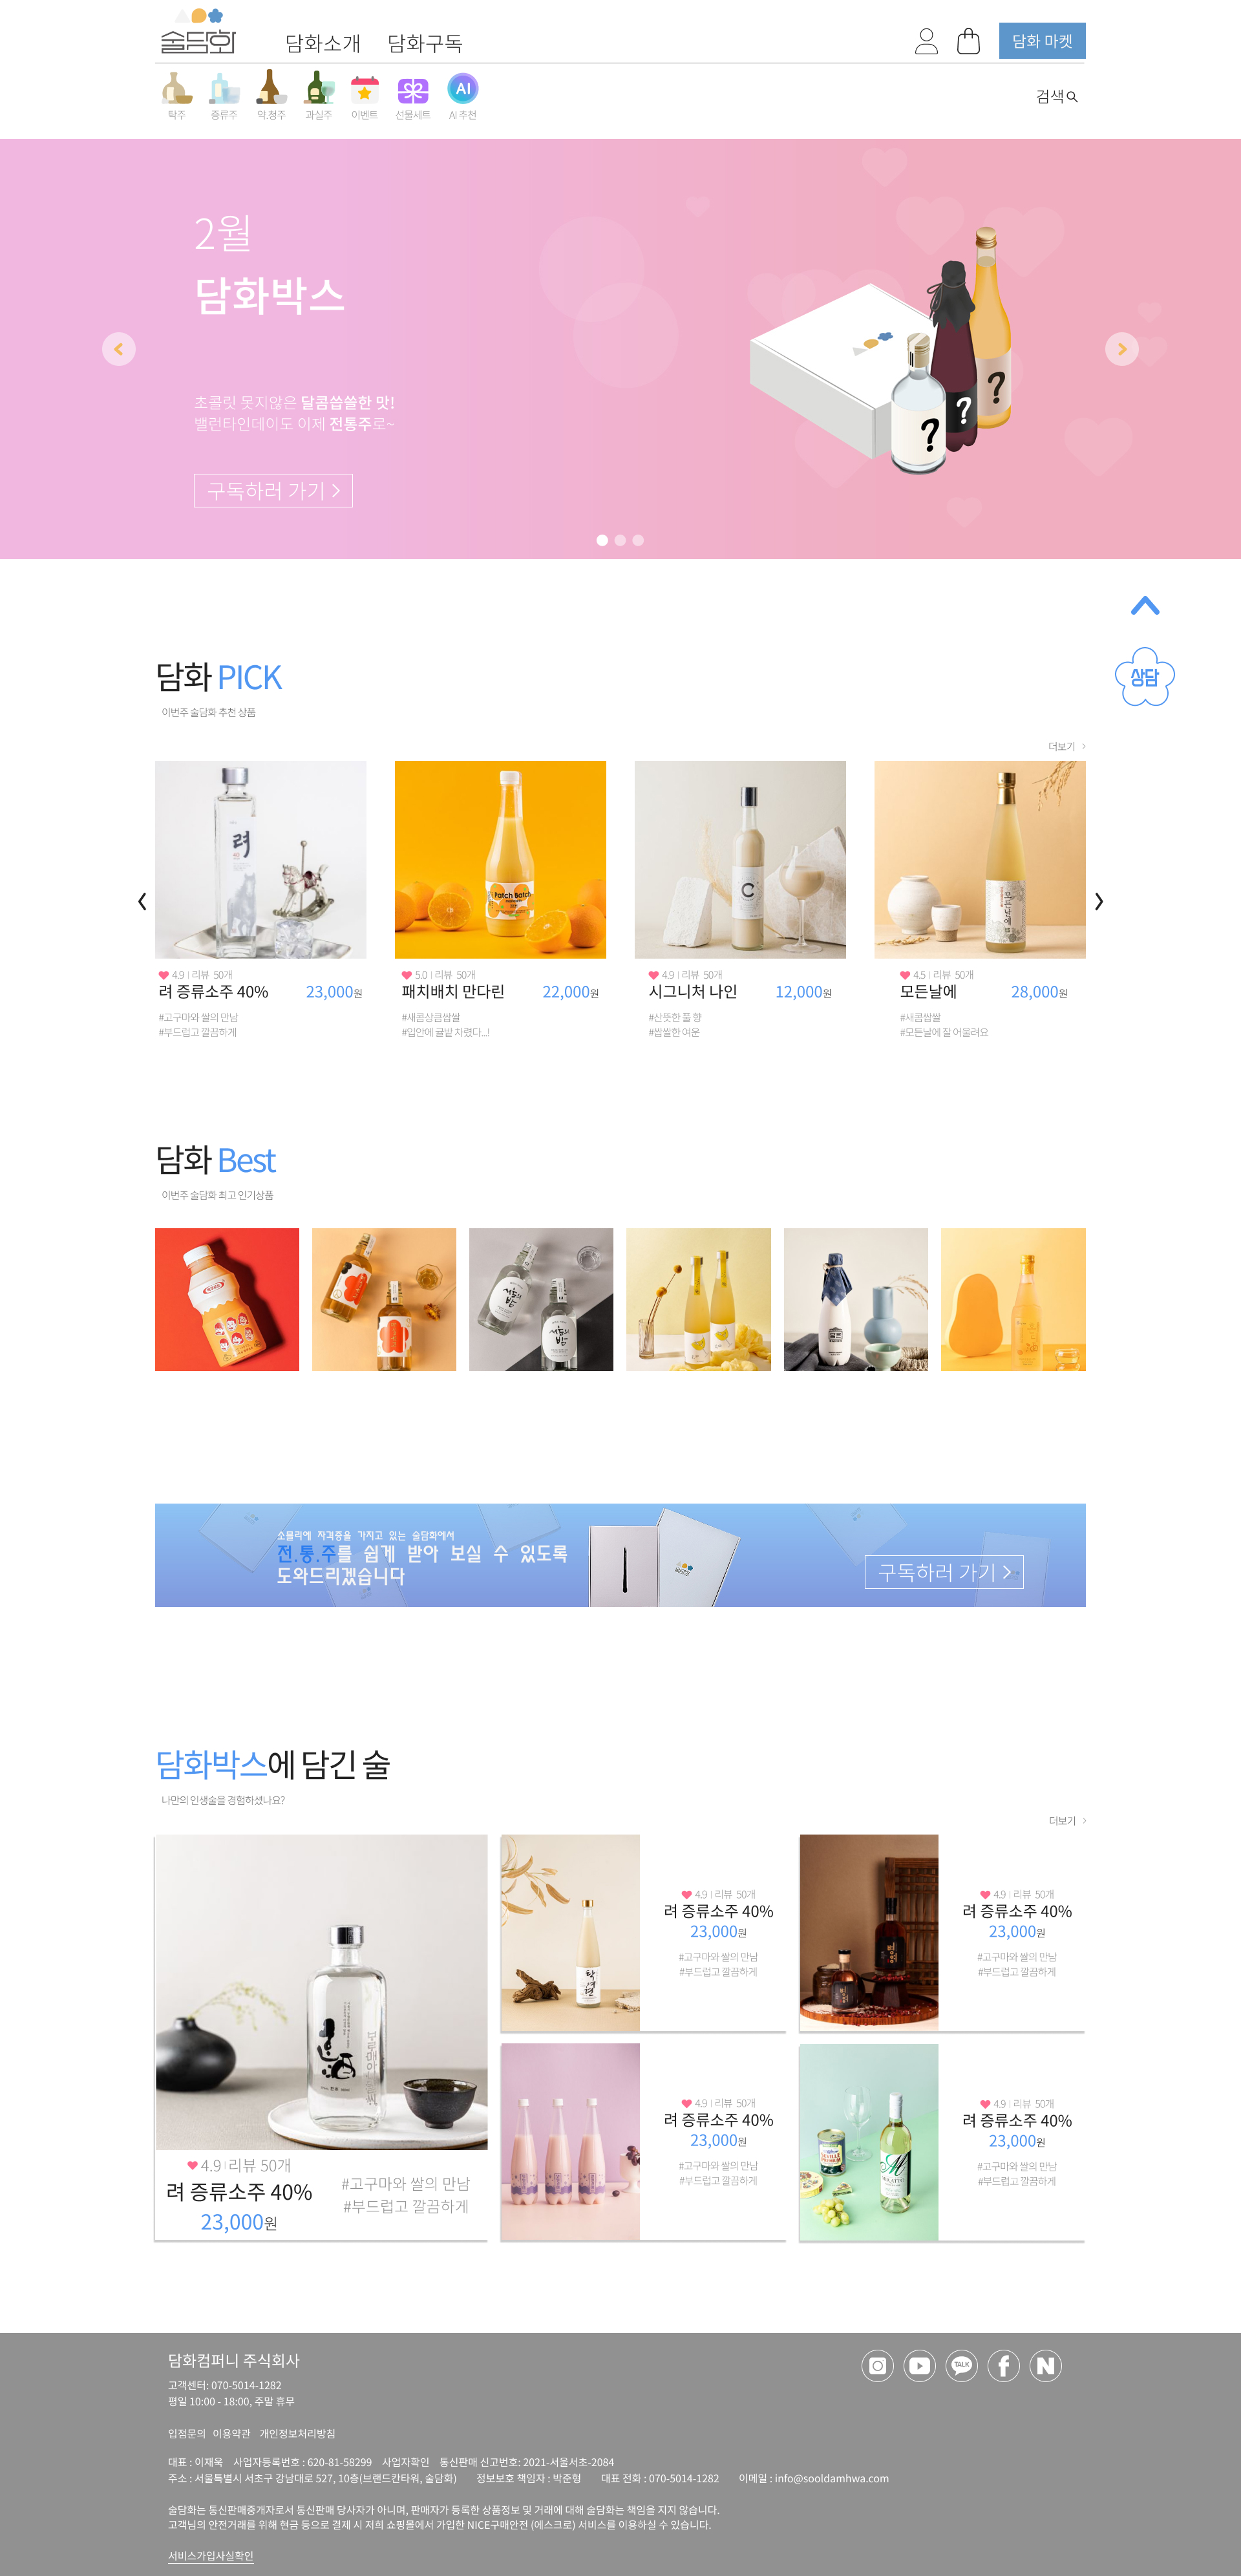 술담화
담화소개 담화구독
담화 마켓
탁주 증류주 약.청주 과실주 이벤트 선물세트 AI 추천
AI
검색
2월
담화박스
초콜릿 못지않은 달콤씁쓸한 맛!
밸런타인데이도 이제 전통주로~
구독하러 가기 >
? ? ?
상담
담화 PICK
이번주 술담화 추천 상품
더보기 >
려
Patch Batch
C
모든날에
4.9 | 리뷰 50개
려 증류소주 40% 23,000원
#고구마와 쌀의 만남
#부드럽고 깔끔하게
5.0 | 리뷰 50개
패치배치 만다린 22,000원
#새콤상큼쌉쌀
#입안에 귤밭 차렸다...!
4.9 | 리뷰 50개
시그니처 나인 12,000원
#산뜻한 풀 향
#쌉쌀한 여운
4.5 | 리뷰 50개
모든날에 28,000원
#새콤쌉쌀
#모든날에 잘 어울려요
담화 Best
이번주 술담화 최고 인기상품
서울의
밤
서울의
밤
소믈리에 자격증을 가지고 있는 술담화에서
전.통.주를 쉽게 받아 보실 수 있도록
도와드리겠습니다
구독하러 가기 >
담화박스에 담긴 술
나만의 인생술을 경험하셨나요?
더보기 >
4.9 | 리뷰 50개
려 증류소주 40%
23,000원
#고구마와 쌀의 만남
#부드럽고 깔끔하게
4.9 | 리뷰 50개
려 증류소주 40%
23,000원
#고구마와 쌀의 만남
#부드럽고 깔끔하게
4.9 | 리뷰 50개
려 증류소주 40%
23,000원
#고구마와 쌀의 만남
#부드럽고 깔끔하게
4.9 | 리뷰 50개
려 증류소주 40%
23,000원
#고구마와 쌀의 만남
#부드럽고 깔끔하게
4.9 | 리뷰 50개
려 증류소주 40%
23,000원
#고구마와 쌀의 만남
#부드럽고 깔끔하게
담화컴퍼니 주식회사
TALK
고객센터: 070-5014-1282
평일 10:00 - 18:00, 주말 휴무
입점문의 이용약관 개인정보처리방침
대표 : 이재욱 사업자등록번호 : 620-81-58299 사업자확인 통신판매 신고번호: 2021-서울서초-2084
주소 : 서울특별시 서초구 강남대로 527, 10층(브랜드칸타워, 술담화) 정보보호 책임자 : 박준형 대표 전화 : 070-5014-1282 이메일 : info@sooldamhwa.com
술담화는 통신판매중개자로서 통신판매 당사자가 아니며, 판매자가 등록한 상품정보 및 거래에 대해 술담화는 책임을 지지 않습니다.
고객님의 안전거래를 위해 현금 등으로 결제 시 저희 쇼핑몰에서 가입한 NICE구매안전 (에스크로) 서비스를 이용하실 수 있습니다.
서비스가입사실확인